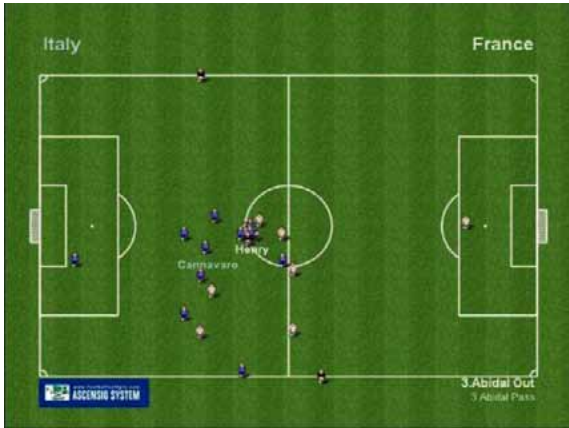 Italy
France
Henry
Cannavaro
3.Abidal Out
3 Abidal Pass
ASCENSIO SYSTEM